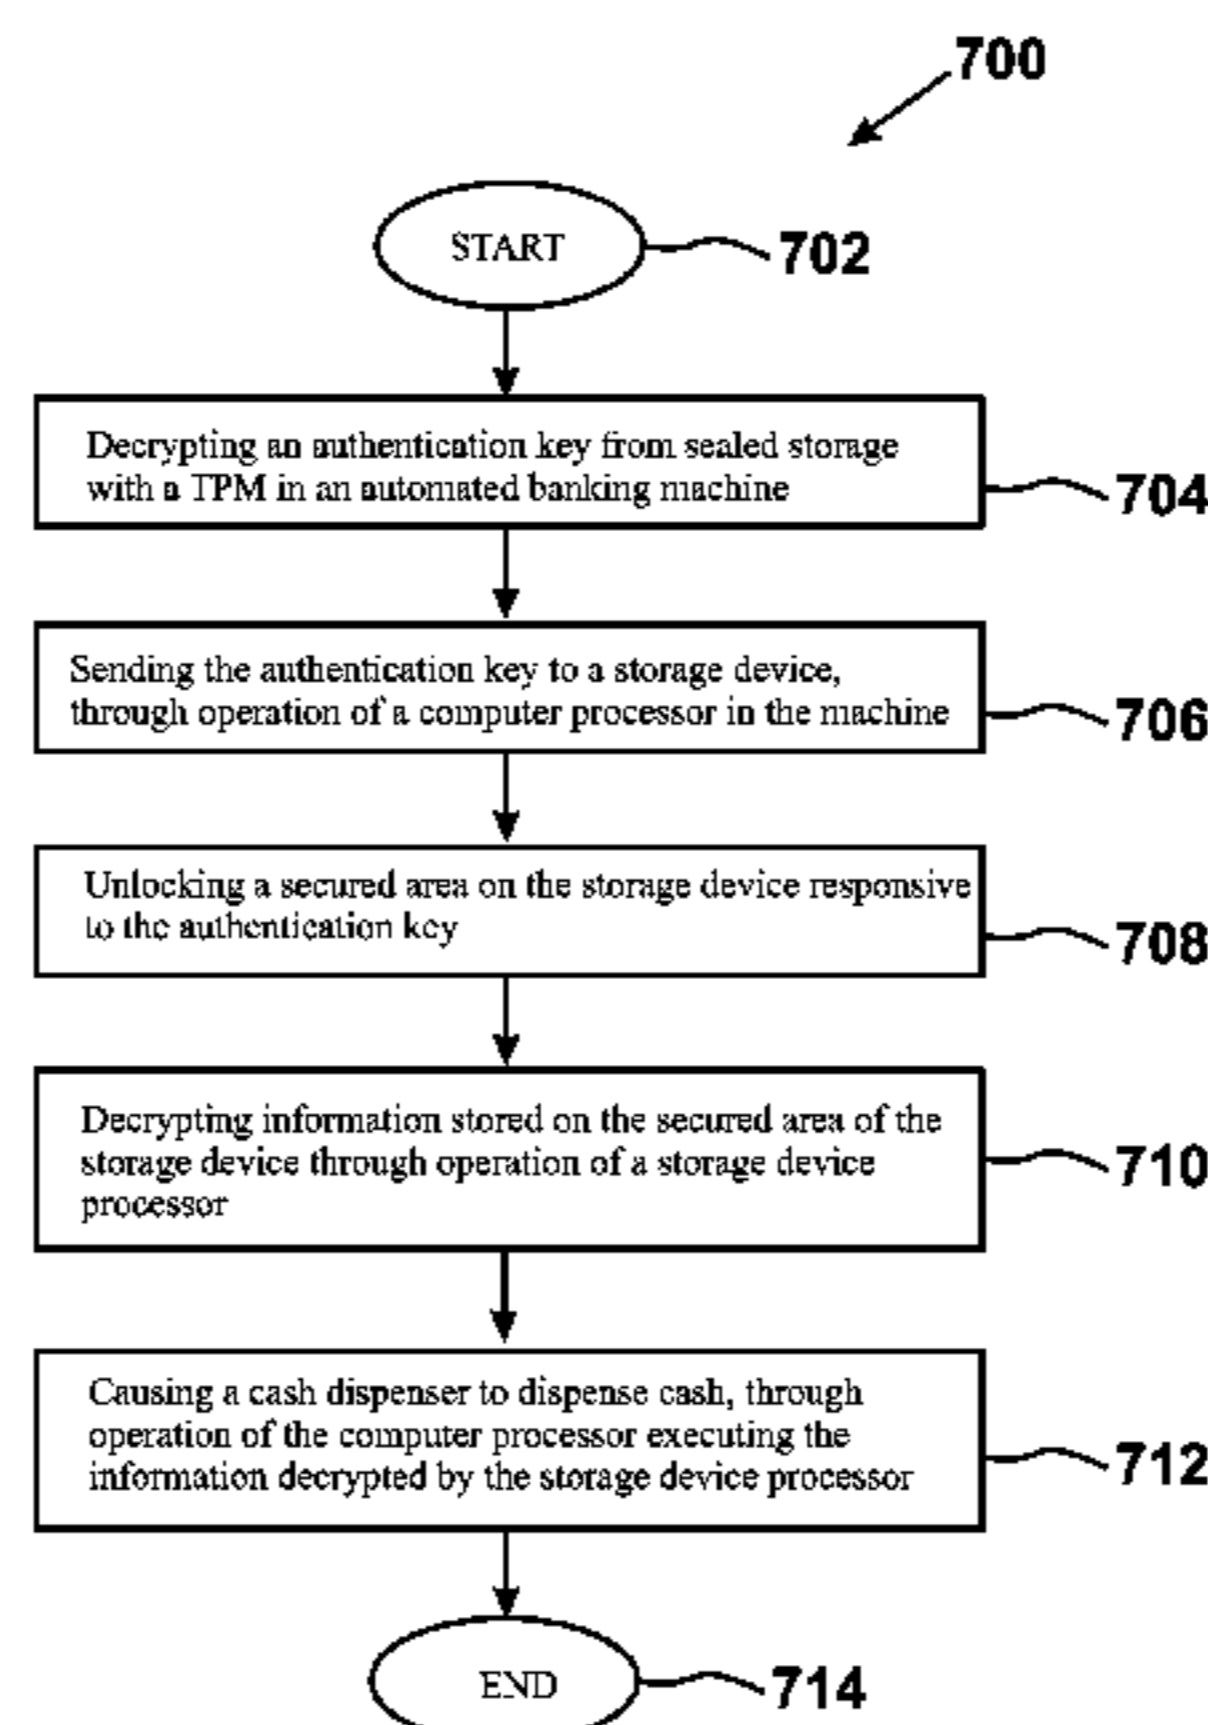 700
START
702
Decrypting an authentication key from sealed storage
with a TPM in an automated banking machine
704
Sending the authentication key to a storage device,
through operation of a computer processor in the machine
706
Unlocking a secured area on the storage device responsive
to the authentication key
708
Decrypting information stored on the secured area of the
storage device through operation of a storage device
processor
710
Causing a cash dispenser to dispense cash, through
operation of the computer processor executing the
information decrypted by the storage device processor
712
END
714